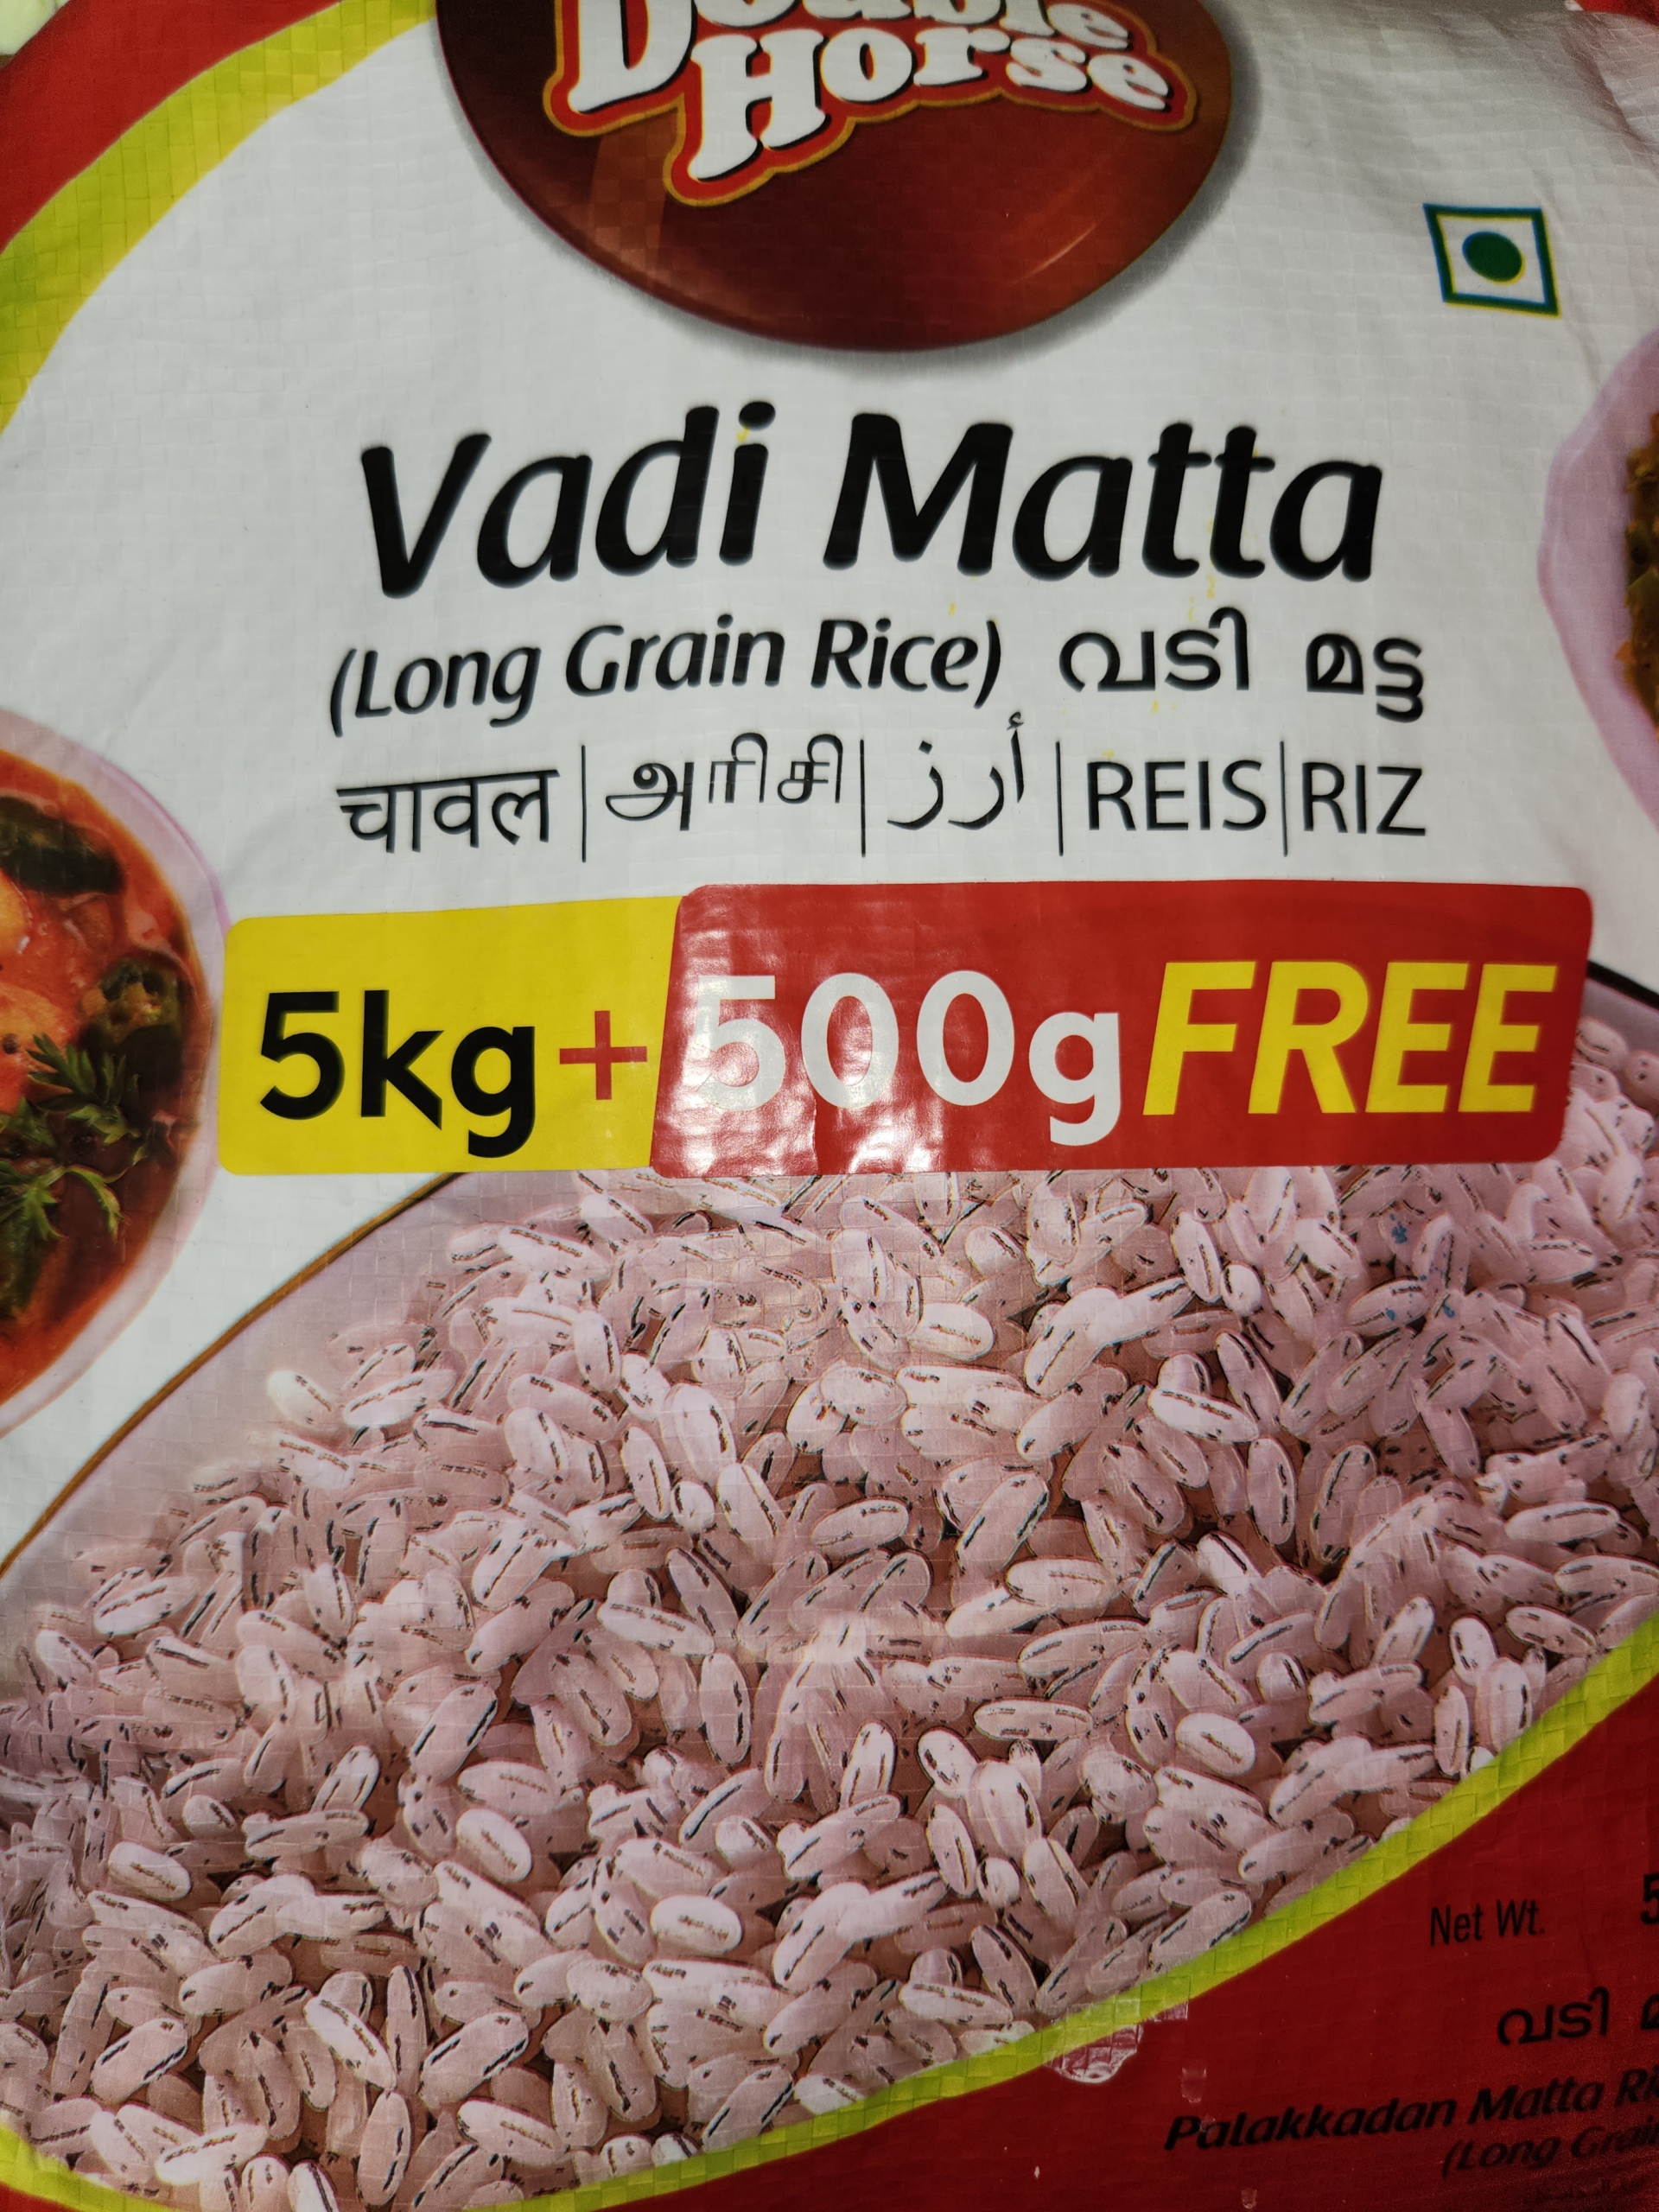 Double
Horse
Vadi Matta
(Long Grain Rice) വടി മട്ട
चावल | அரிசி | أرز | REIS | RIZ
5kg + 500g FREE
Net Wt. 5
വടി
Palakkadan Matta
(Long